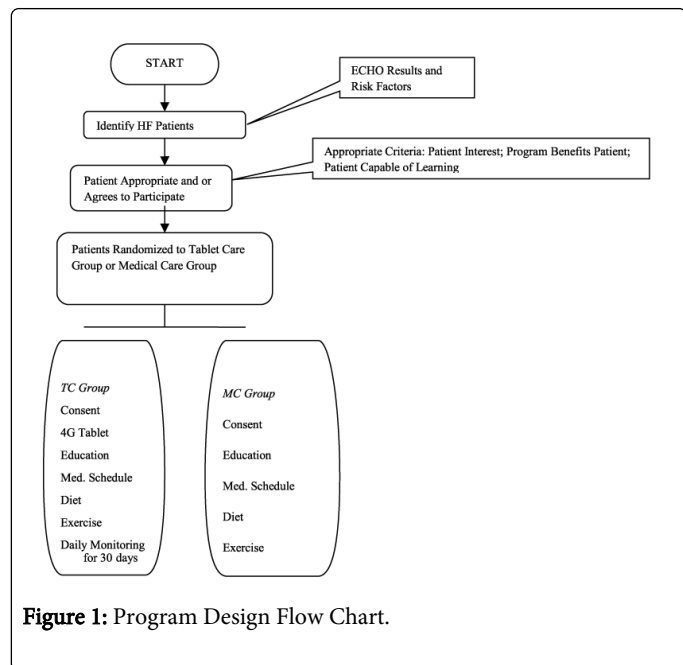 START
ECHO Results and
Risk Factors
Identify HF Patients
Appropriate Criteria: Patient Interest; Program Benefits Patient;
Patient Capable of Learning
Patient Appropriate and or
Agrees to Participate
Patients Randomized to Tablet Care
Group or Medical Care Group
TC Group
Consent
4G Tablet
Education
Med. Schedule
Diet
Exercise
Daily Monitoring
for 30 days
MC Group
Consent
Education
Med. Schedule
Diet
Exercise
Figure 1: Program Design Flow Chart.